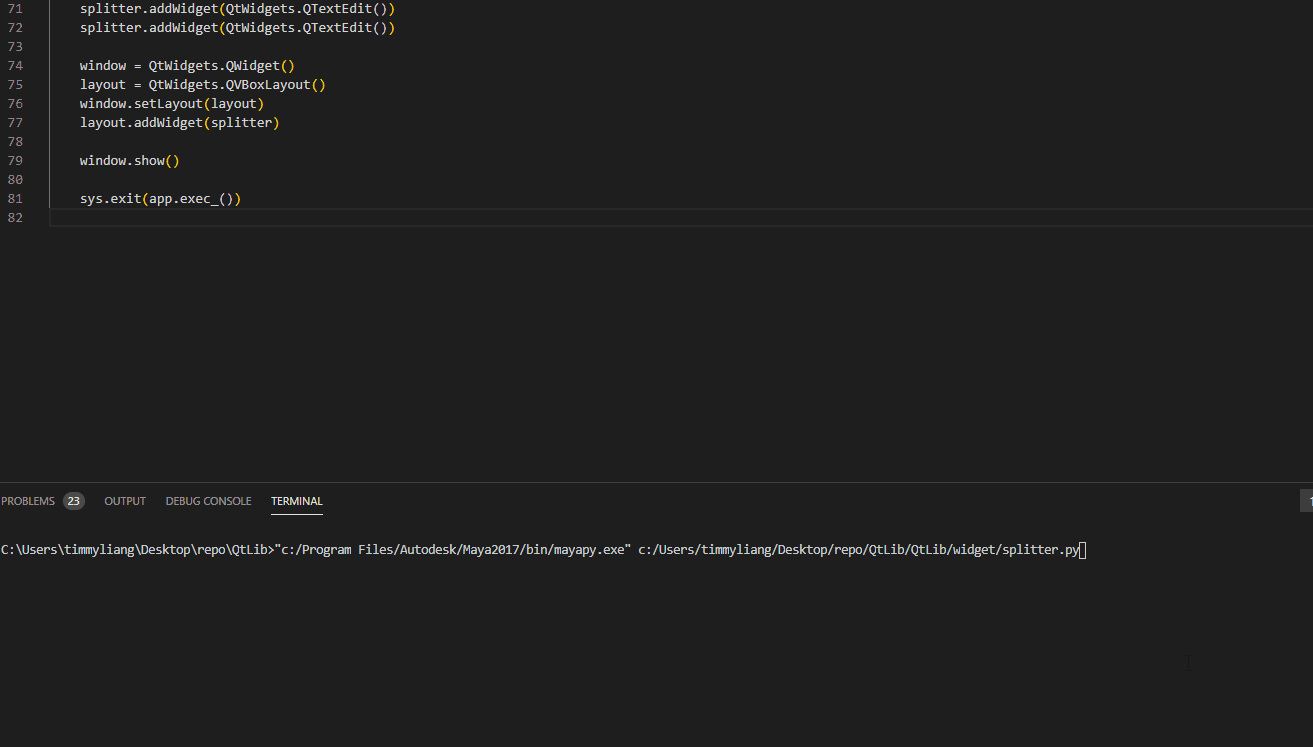 71 splitter.addWidget(QtWidgets.QTextEdit())
72 splitter.addWidget(QtWidgets.QTextEdit())
73
74 window = QtWidgets.QWidget()
75 layout = QtWidgets.QVBoxLayout()
76 window.setLayout(layout)
77 layout.addWidget(splitter)
78
79 window.show()
80
81 sys.exit(app.exec_())
82
PROBLEMS 23 OUTPUT DEBUG CONSOLE TERMINAL
C:\Users\timmyliang\Desktop\repo\QtLib>"c:/Program Files/Autodesk/Maya2017/bin/mayapy.exe" c:/Users/timmyliang/Desktop/repo/QtLib/QtLib/widget/splitter.py